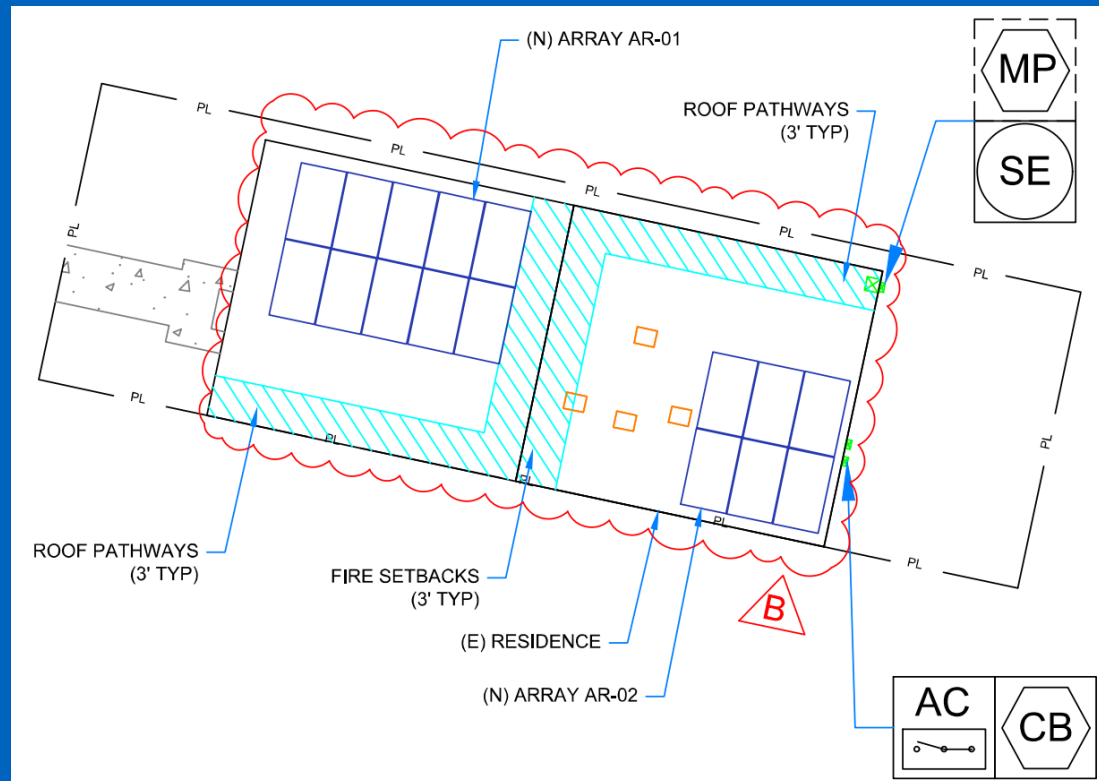 (N) ARRAY AR-01
MP
ROOF PATHWAYS
(3' TYP)
SE
PL
PL
PL
PL
PL
PL
PL
PL
PL
PL
PL
PL
PL
ROOF PATHWAYS
(3' TYP)
FIRE SETBACKS
(3' TYP)
B
(E) RESIDENCE
(N) ARRAY AR-02
AC
CB